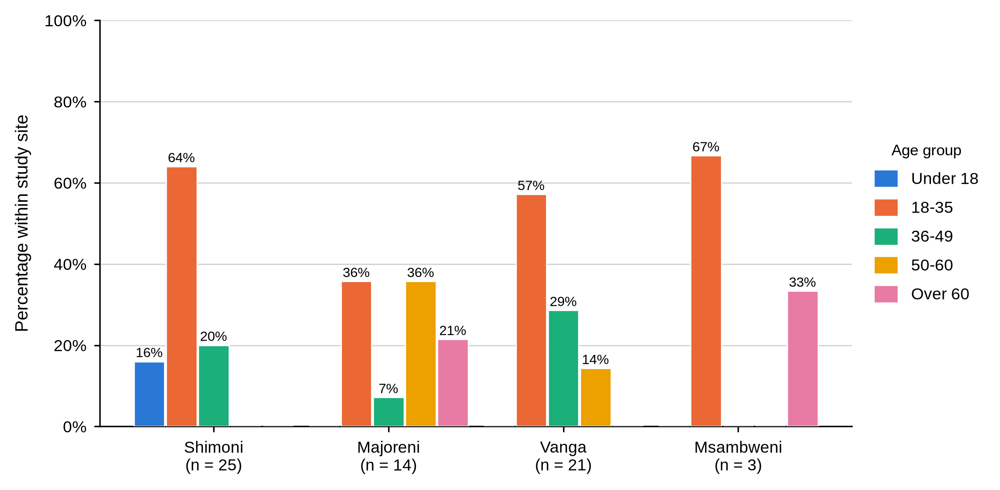 100%
80%
60%
40%
20%
0%
Percentage within study site
16%
64%
20%
36%
7%
36%
21%
57%
29%
14%
67%
33%
Shimoni
(n = 25)
Majoreni
(n = 14)
Vanga
(n = 21)
Msambweni
(n = 3)
Age group
Under 18
18-35
36-49
50-60
Over 60